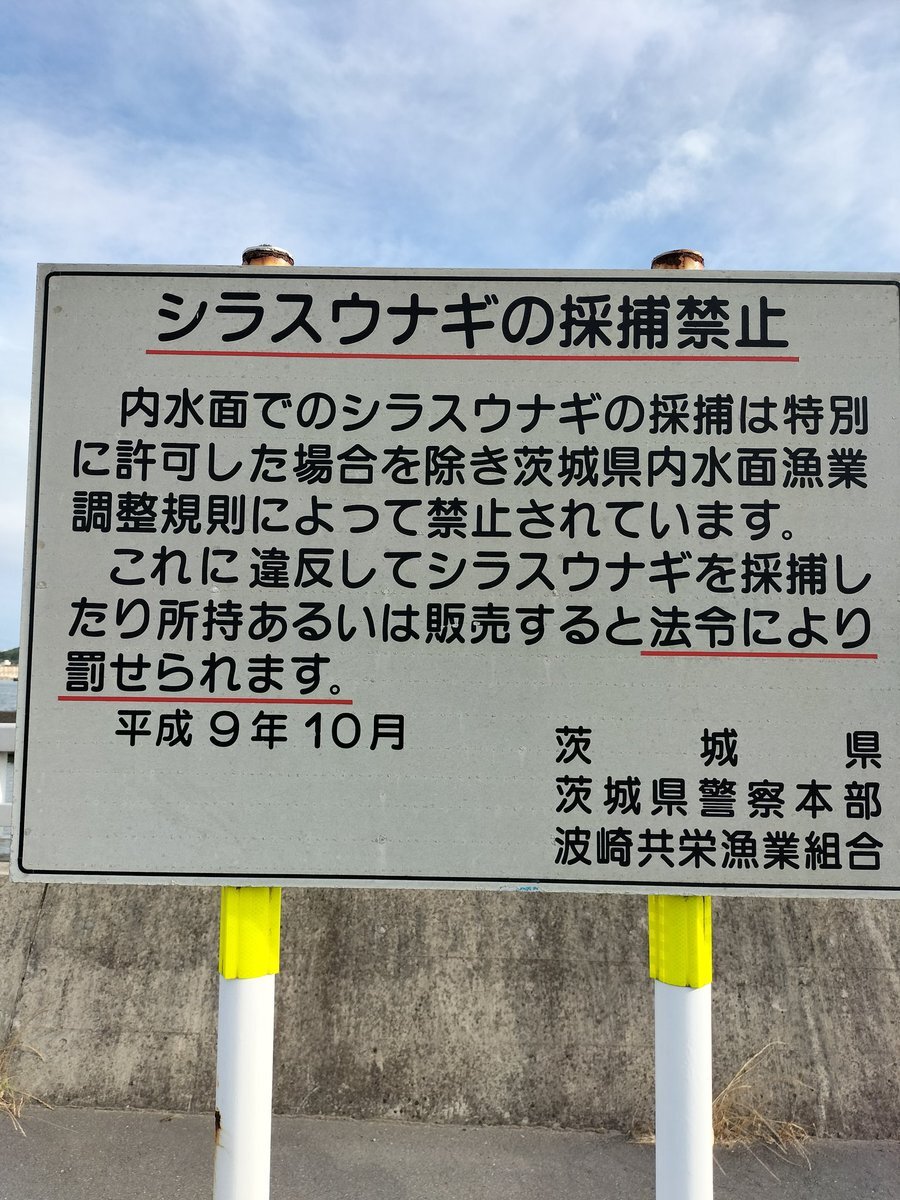 シラスウナギの採捕禁止
内水面でのシラスウナギの採捕は特別
に許可した場合を除き茨城県内水面漁業
調整規則によって禁止されています。
これに違反してシラスウナギを採捕し
たり所持あるいは販売すると法令により
罰せられます。
平成9年10月
茨城県
茨城県警察本部
波崎共栄漁業組合